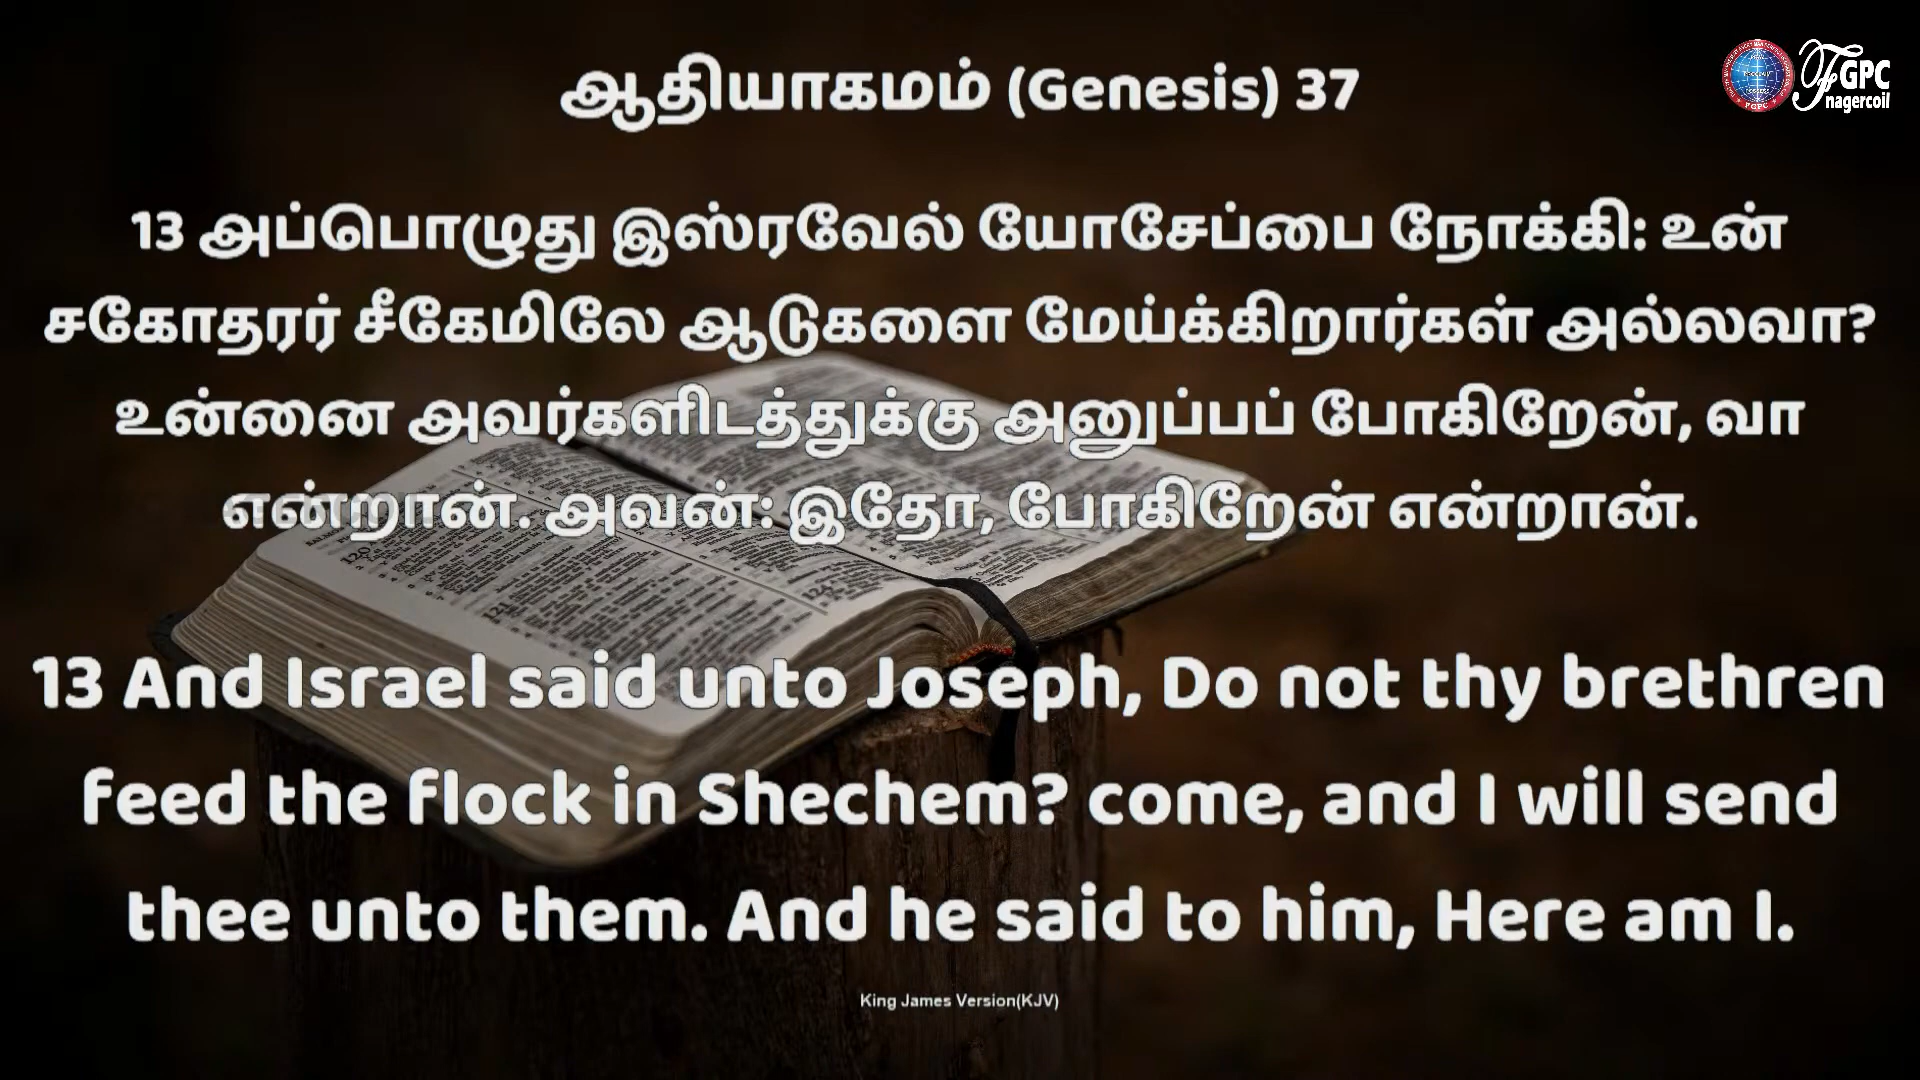 ஆதியாகமம் (Genesis) 37
FGPC
nagercoil
13 அப்பொழுது இஸ்ரவேல் யோசேப்பை நோக்கி: உன்
சகோதரர் சீகேமிலே ஆடுகளை மேய்க்கிறார்கள் அல்லவா?
உன்னை அவர்களிடத்துக்கு அனுப்பப் போகிறேன், வா
என்றான். அவன்: இதோ, போகிறேன் என்றான்.
13 And Israel said unto Joseph, Do not thy brethren
feed the flock in Shechem? come, and I will send
thee unto them. And he said to him, Here am I.
King James Version(KJV)